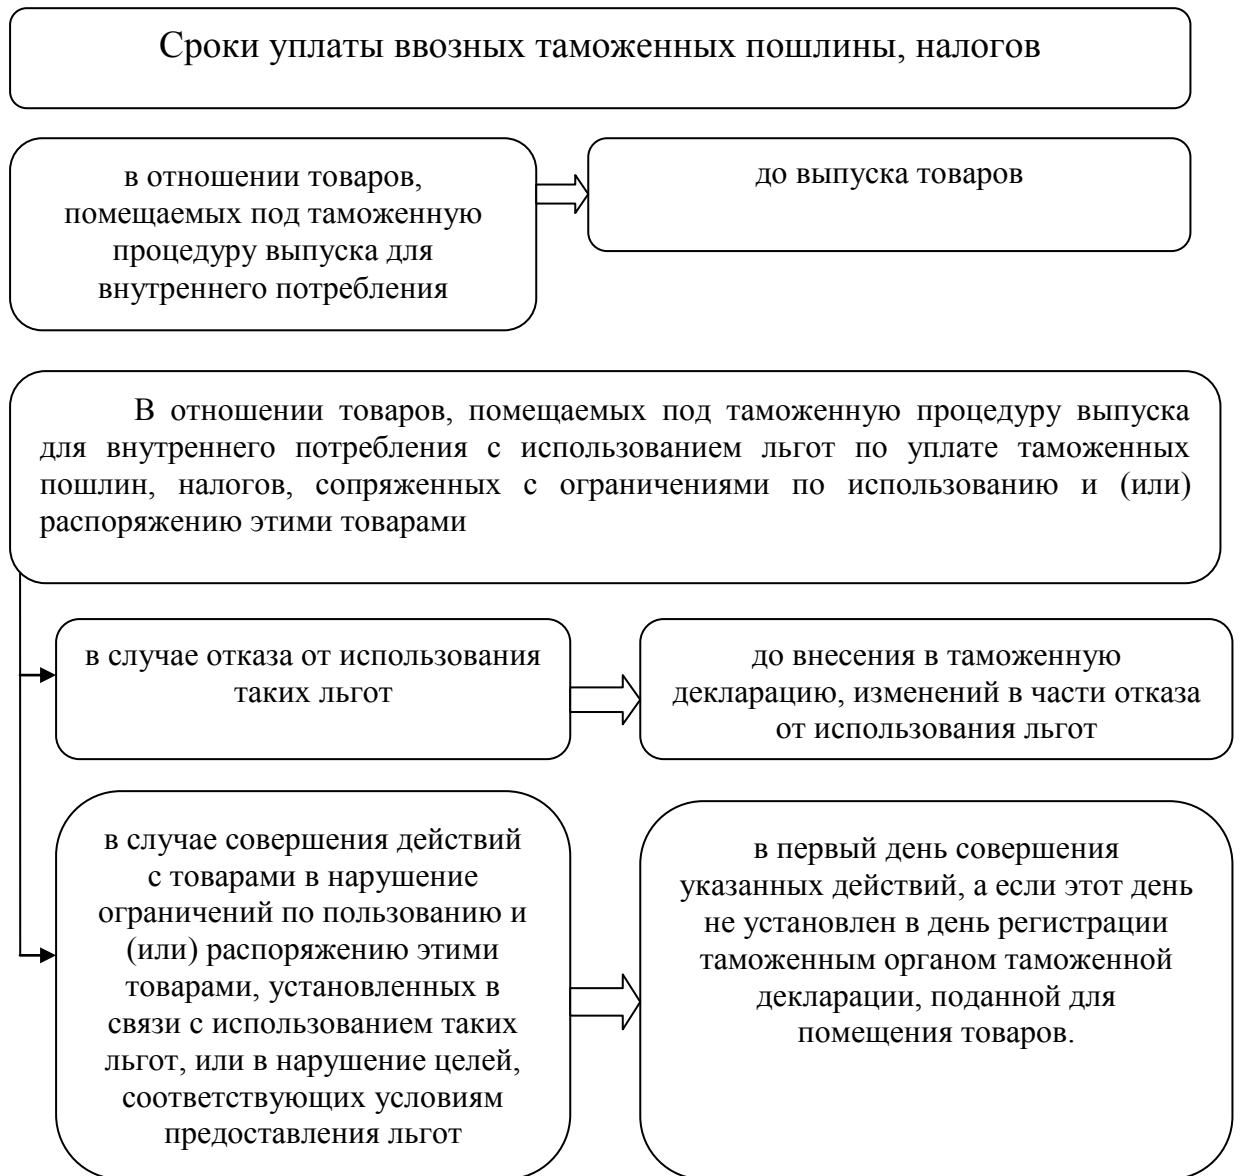 Сроки уплаты ввозных таможенных пошлины, налогов
в отношении товаров,
помещаемых под таможенную
процедуру выпуска для
внутреннего потребления
до выпуска товаров
В отношении товаров, помещаемых под таможенную процедуру выпуска
для внутреннего потребления с использованием льгот по уплате таможенных
пошлин, налогов, сопряженных с ограничениями по использованию и (или)
распоряжению этими товарами
в случае отказа от использования
таких льгот
до внесения в таможенную
декларацию, изменений в части отказа
от использования льгот
в случае совершения действий
с товарами в нарушение
ограничений по пользованию и
(или) распоряжению этими
товарами, установленных в
связи с использованием таких
льгот, или в нарушение целей,
соответствующих условиям
предоставления льгот
в первый день совершения
указанных действий, а если этот день
не установлен в день регистрации
таможенным органом таможенной
декларации, поданной для
помещения товаров.